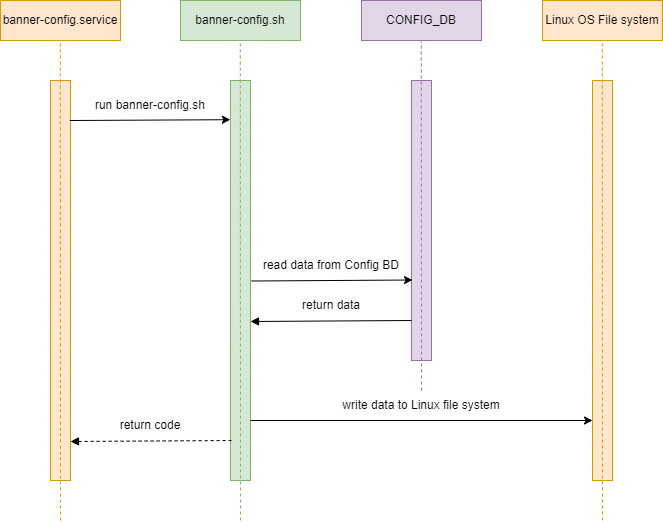 banner-config.service
banner-config.sh
CONFIG_DB
Linux OS File system
run banner-config.sh
read data from Config BD
return data
write data to Linux file system
return code